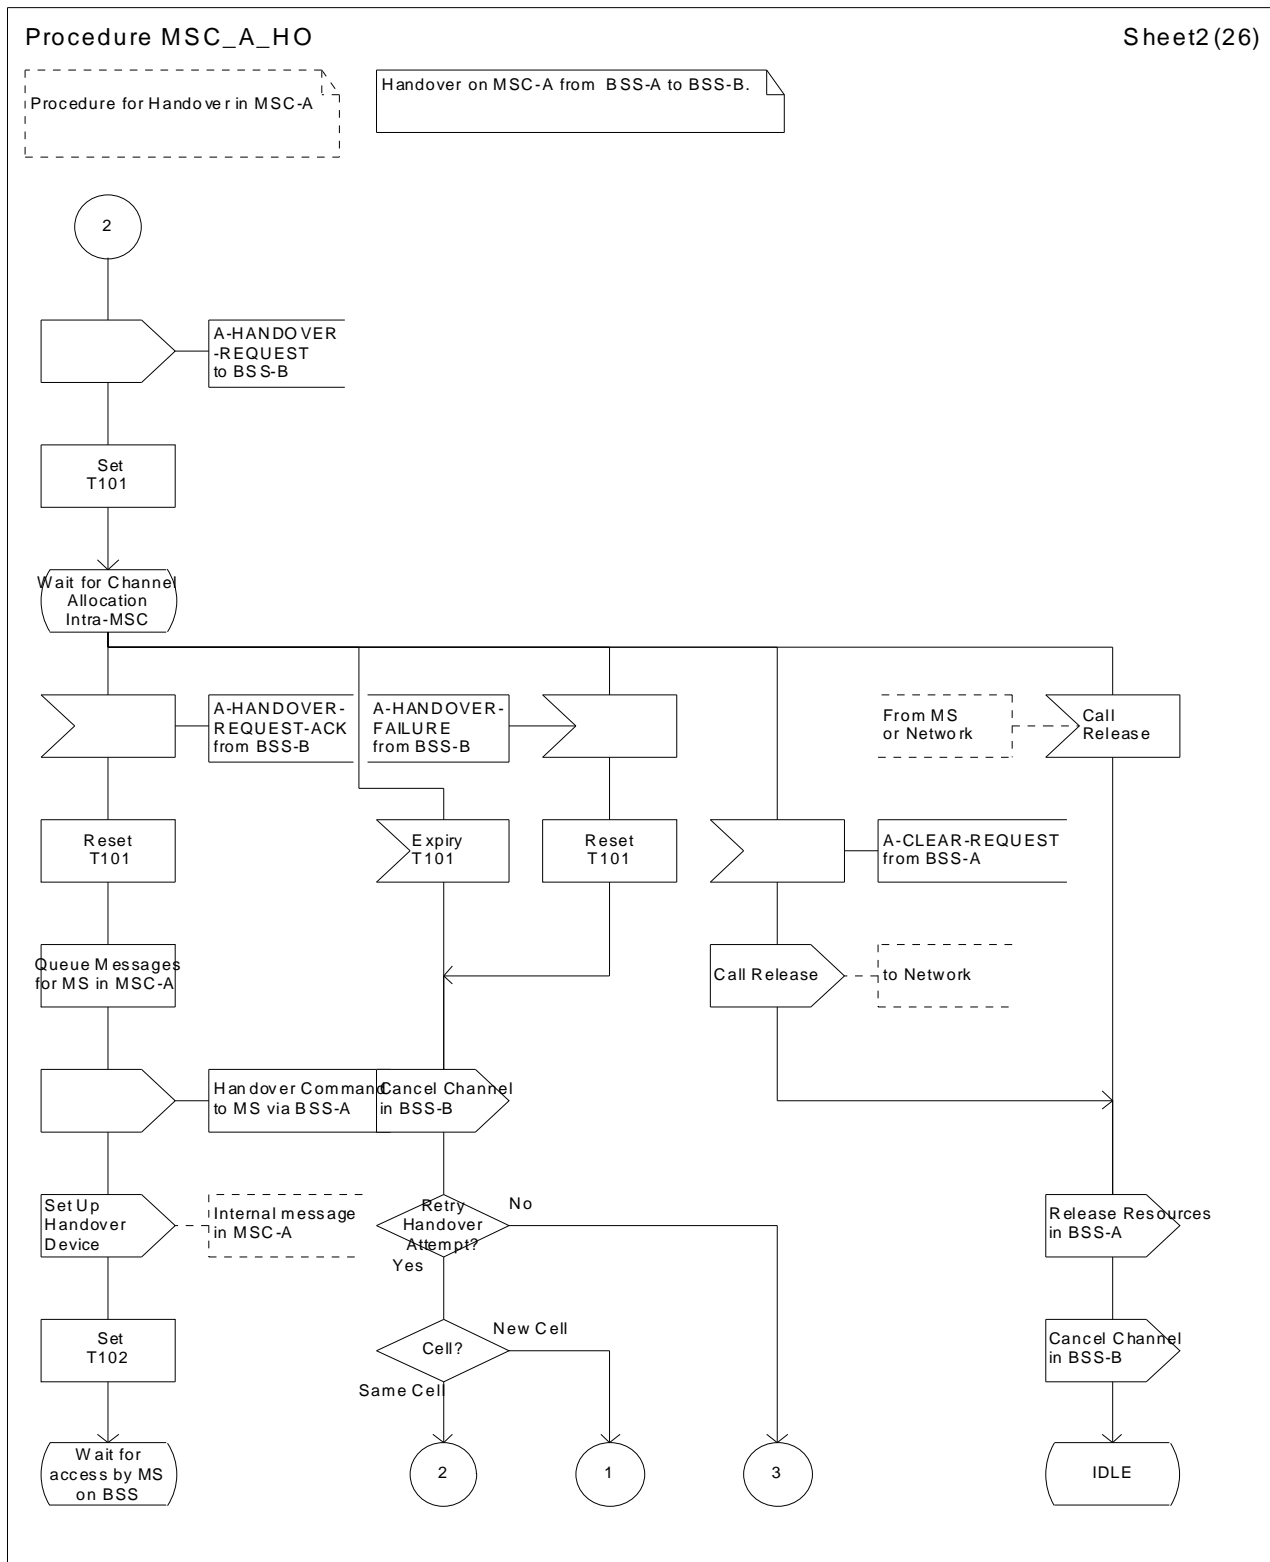 Procedure MSC_A_HO
Sheet2(26)
Procedure for Handover in MSC-A
Handover on MSC-A from BSS-A to BSS-B.
2
A-HANDOVER
-REQUEST
to BSS-B
Set
T101
Wait for Channel
Allocation
Intra-MSC
A-HANDOVER-
REQUEST-ACK
from BSS-B
A-HANDOVER-
FAILURE
from BSS-B
From MS
or Network
Call
Release
Reset
T101
Expiry
T101
Reset
T101
A-CLEAR-REQUEST
from BSS-A
Queue Messages
for MS in MSC-A
Call Release
to Network
Handover Command
to MS via BSS-A
Cancel Channel
in BSS-B
Set Up
Handover
Device
Internal message
in MSC-A
Retry
Handover
Attempt?
No
Yes
Release Resources
in BSS-A
Set
T102
Cell?
New Cell
Same Cell
Cancel Channel
in BSS-B
Wait for
access by MS
on BSS
2
1
3
IDLE